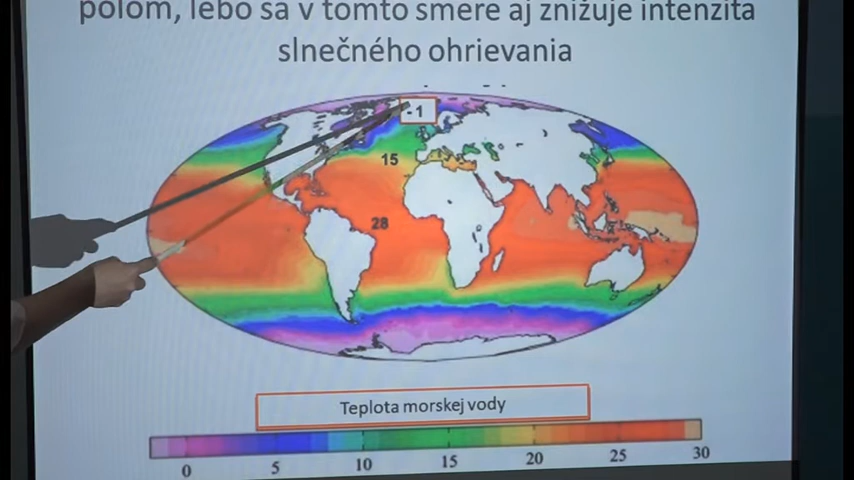 pólom, lebo sa v tomto smere aj znižuje intenzita
slnečného ohrievania
-1
15
28
Teplota morskej vody
0 5 10 15 20 25 30